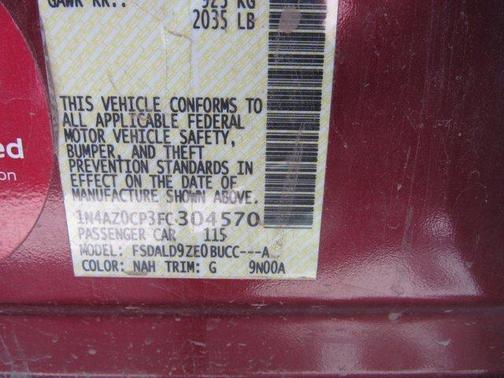 GAWR RR.: 923 KG
2035 LB
THIS VEHICLE CONFORMS TO
ALL APPLICABLE FEDERAL
MOTOR VEHICLE SAFETY,
BUMPER, AND THEFT
PREVENTION STANDARDS IN
EFFECT ON THE DATE OF
MANUFACTURE SHOWN ABOVE.
1N4AZ0CP3FC304570
PASSENGER CAR 115
MODEL: FSDALD9ZE0BUCC---A
COLOR: NAH TRIM: G 9N00A
ed
on